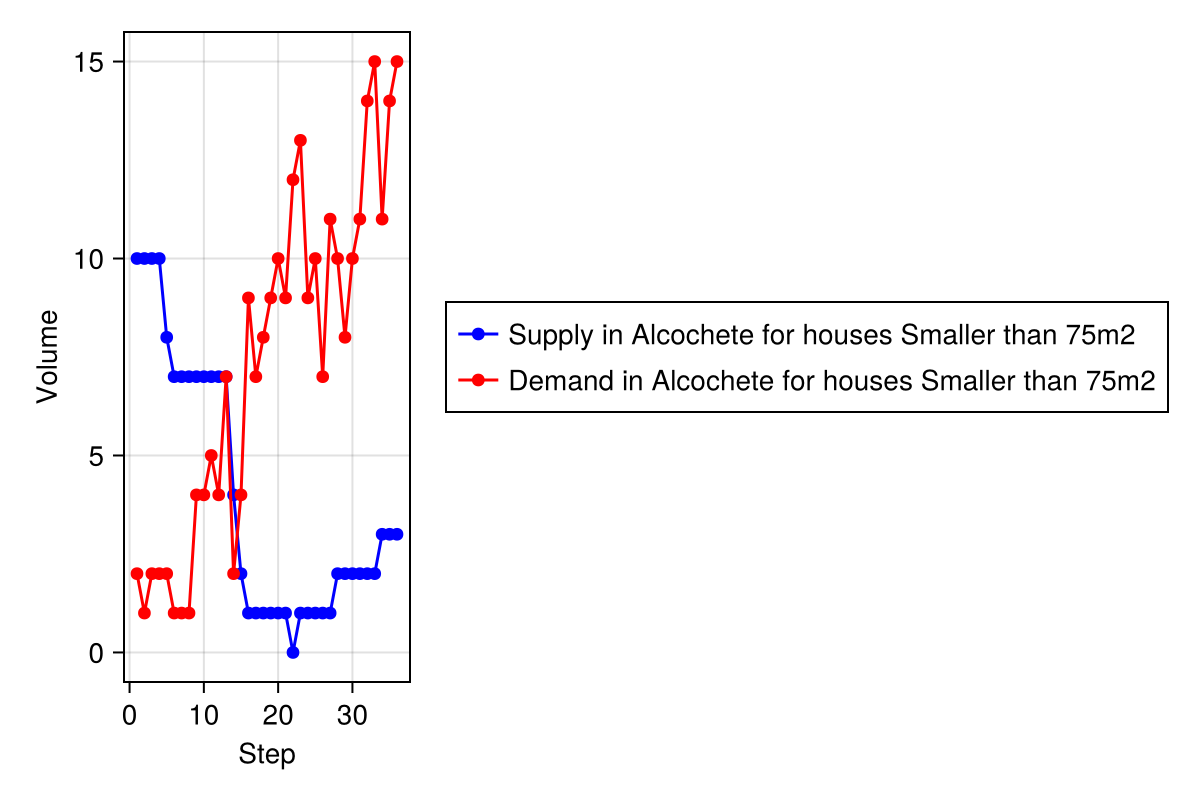 15
10
5
0
Volume
0 10 20 30
Step
Supply in Alcochete for houses Smaller than 75m2
Demand in Alcochete for houses Smaller than 75m2